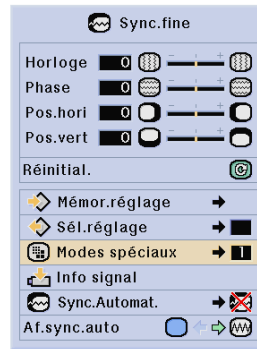 Sync.fine
Horloge 0
Phase 0
Pos.hori 0
Pos.vert 0
Réinitial.
Mémor.réglage
Sél.réglage
Modes spéciaux 1
Info signal
Sync.Automat.
Af.sync.auto